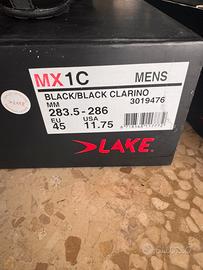 MX1C MENS
BLACK/BLACK CLARINO
3019476
MM
283.5-286
EU USA
45 11.75
LAKE